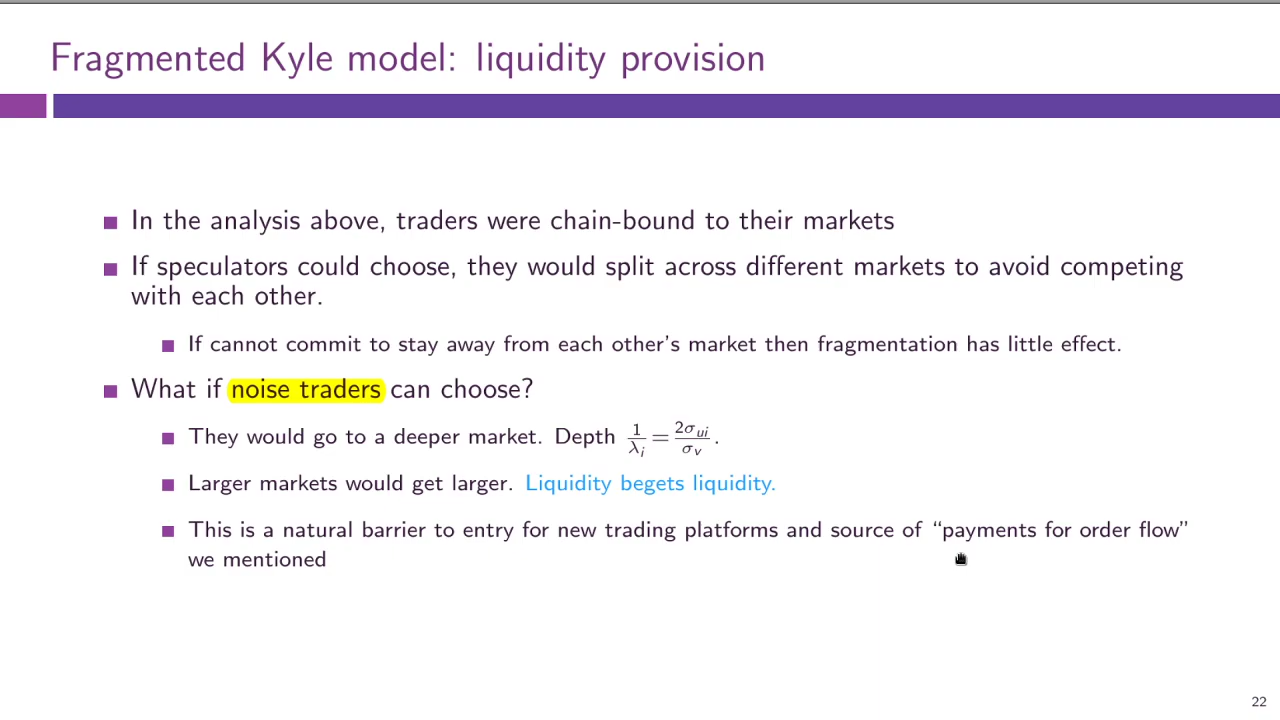 Fragmented Kyle model: liquidity provision
In the analysis above, traders were chain-bound to their markets
If speculators could choose, they would split across different markets to avoid competing
with each other.
If cannot commit to stay away from each other's market then fragmentation has little effect.
What if noise traders can choose?
They would go to a deeper market. Depth 1/λi = 2σui/σv.
Larger markets would get larger. Liquidity begets liquidity.
This is a natural barrier to entry for new trading platforms and source of “payments for order flow”
we mentioned
22